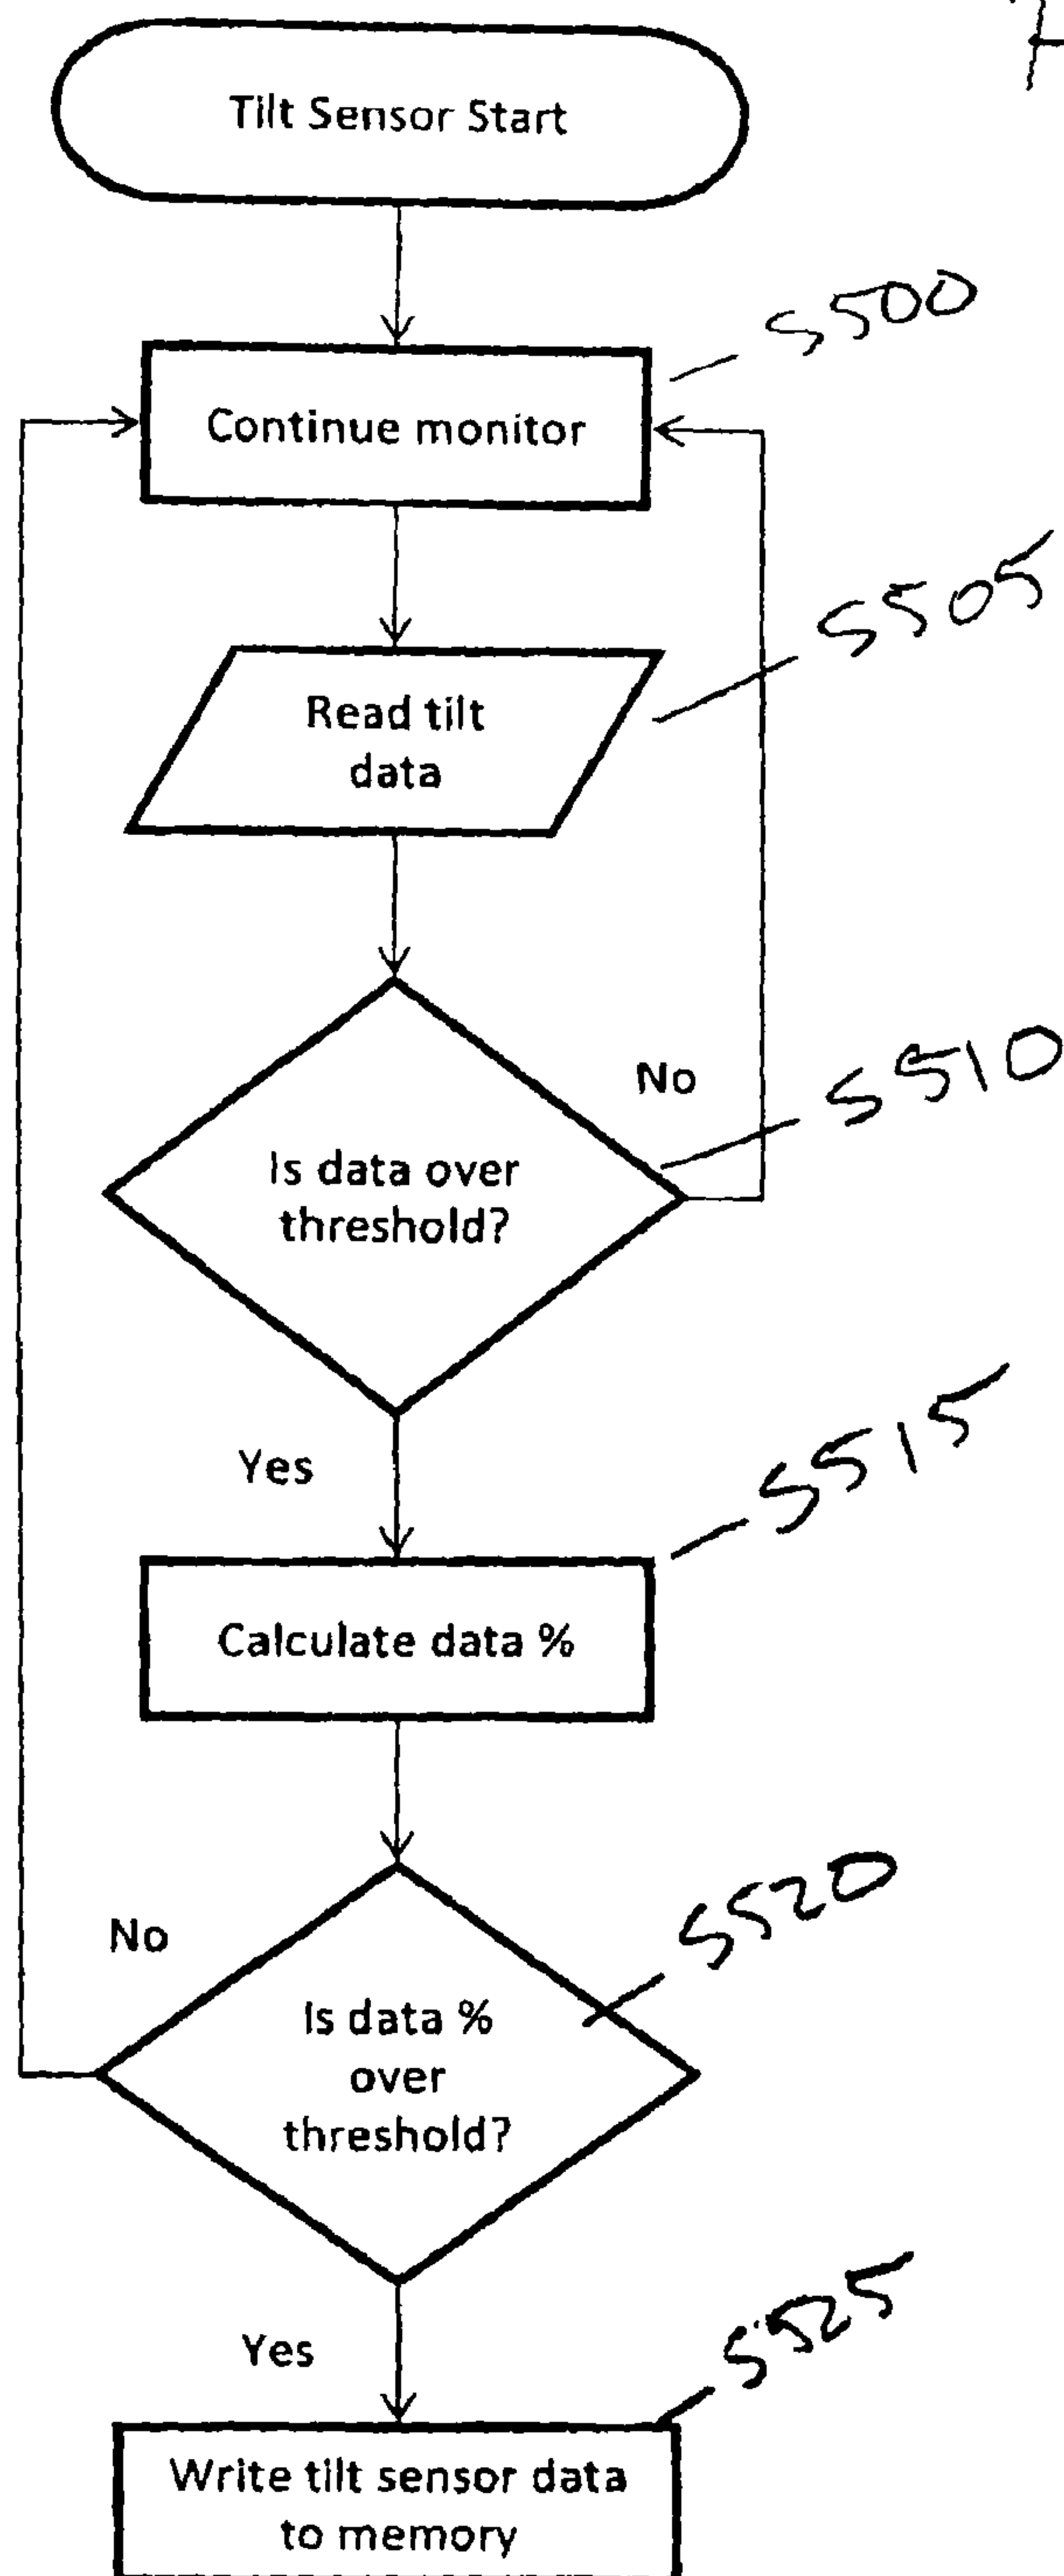 Tilt Sensor Start
S500
Continue monitor
S505
Read tilt
data
S510
No
Is data over
threshold?
Yes
S515
Calculate data %
S520
No
Is data %
over
threshold?
Yes
S525
Write tilt sensor data
to memory